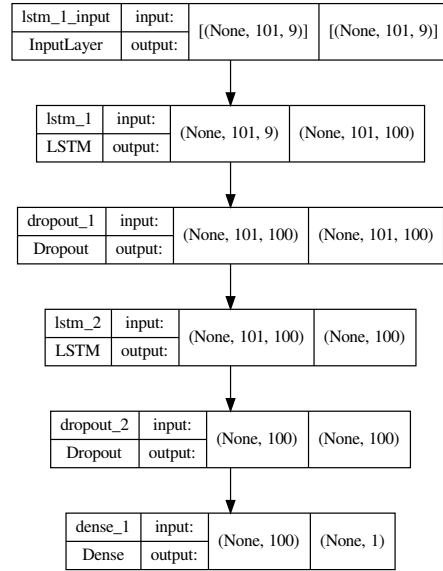 lstm_1_input input: [(None, 101, 9)] [(None, 101, 9)]
InputLayer output:
lstm_1 input: (None, 101, 9) (None, 101, 100)
LSTM output:
dropout_1 input: (None, 101, 100) (None, 101, 100)
Dropout output:
lstm_2 input: (None, 101, 100) (None, 100)
LSTM output:
dropout_2 input: (None, 100) (None, 100)
Dropout output:
dense_1 input: (None, 100) (None, 1)
Dense output: